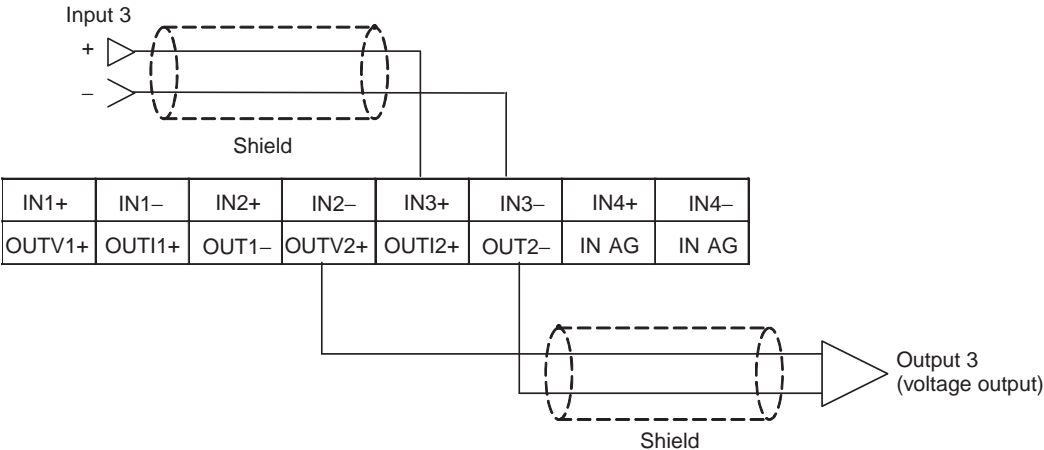 Input 3
+
–
Shield
IN1+ IN1– IN2+ IN2– IN3+ IN3– IN4+ IN4–
OUTV1+ OUTI1+ OUT1– OUTV2+ OUTI2+ OUT2– IN AG IN AG
Output 3
(voltage output)
Shield